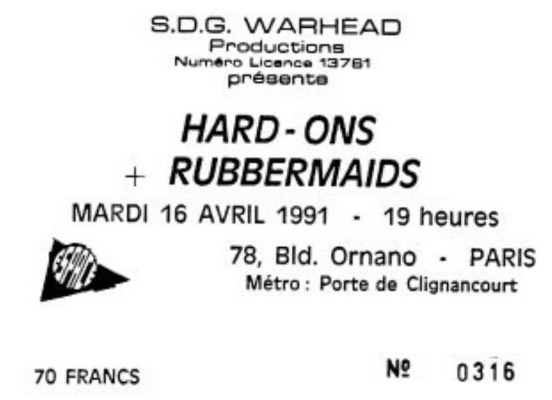 S.D.G. WARHEAD
Productions
Numéro Licence 13761
présente
HARD-ONS
+ RUBBERMAIDS
MARDI 16 AVRIL 1991 - 19 heures
78, Bld. Ornano - PARIS
Métro : Porte de Clignancourt
70 FRANCS
Nº 0316